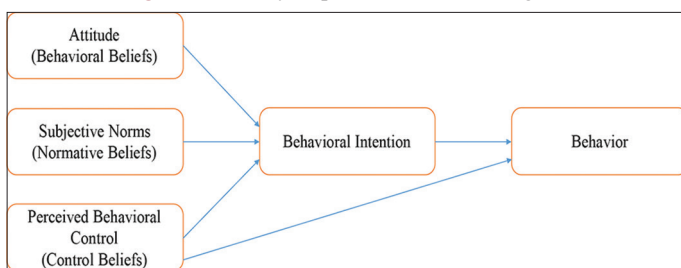 Attitude
(Behavioral Beliefs)
Subjective Norms
(Normative Beliefs)
Behavioral Intention
Behavior
Perceived Behavioral
Control
(Control Beliefs)